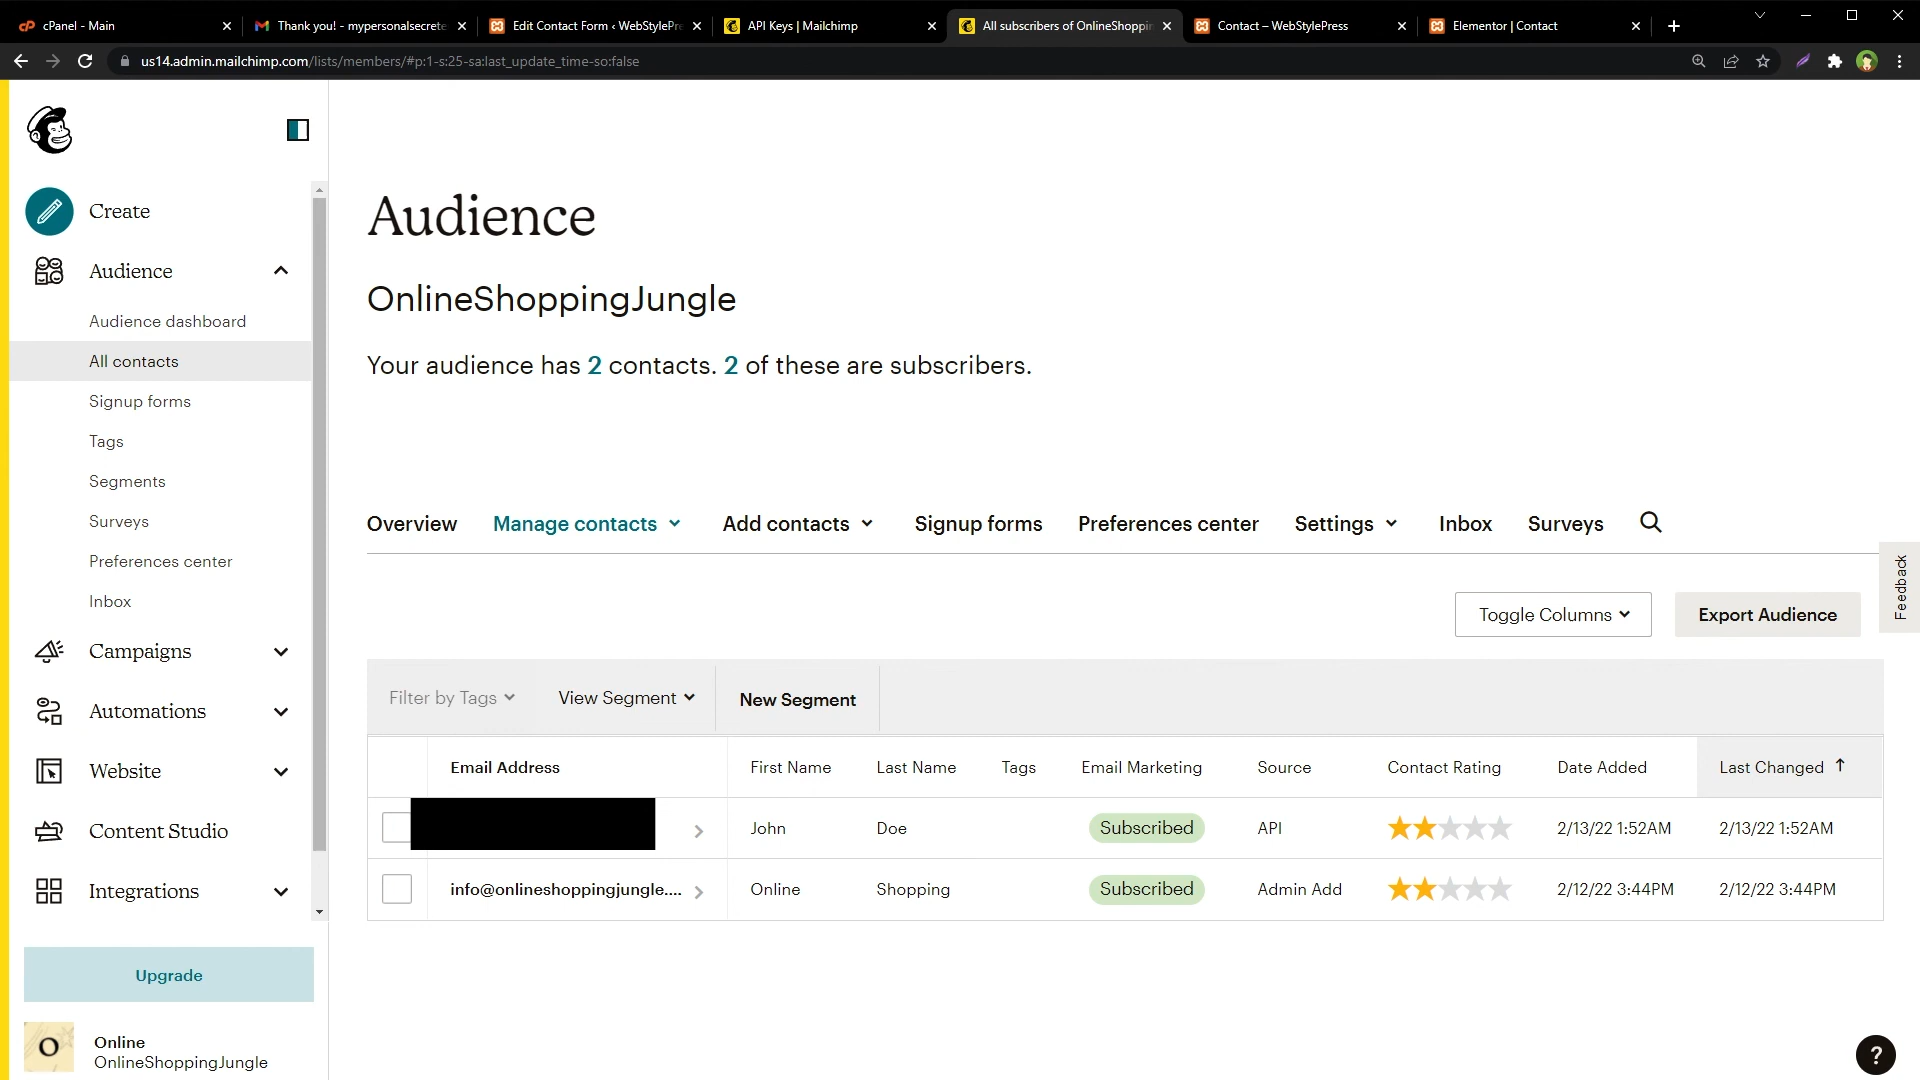 cPanel - Main
Thank you! - mypersonalsecrete
Edit Contact Form ‹ WebStylePre
API Keys | Mailchimp
All subscribers of OnlineShoppin
Contact – WebStylePress
Elementor | Contact
us14.admin.mailchimp.com/lists/members/#p:1-s:25-sa:last_update_time-so:false
Create
Audience
Audience dashboard
All contacts
Signup forms
Tags
Segments
Surveys
Preferences center
Inbox
Campaigns
Automations
Website
Content Studio
Integrations
Upgrade
O
Online
OnlineShoppingJungle
Audience
OnlineShoppingJungle
Your audience has 2 contacts. 2 of these are subscribers.
Overview Manage contacts Add contacts Signup forms Preferences center Settings Inbox Surveys
Feedback
Toggle Columns Export Audience
Filter by Tags View Segment New Segment
Email Address First Name Last Name Tags Email Marketing Source Contact Rating Date Added Last Changed
John Doe Subscribed API 2/13/22 1:52AM 2/13/22 1:52AM
info@onlineshoppingjungle.... Online Shopping Subscribed Admin Add 2/12/22 3:44PM 2/12/22 3:44PM
?